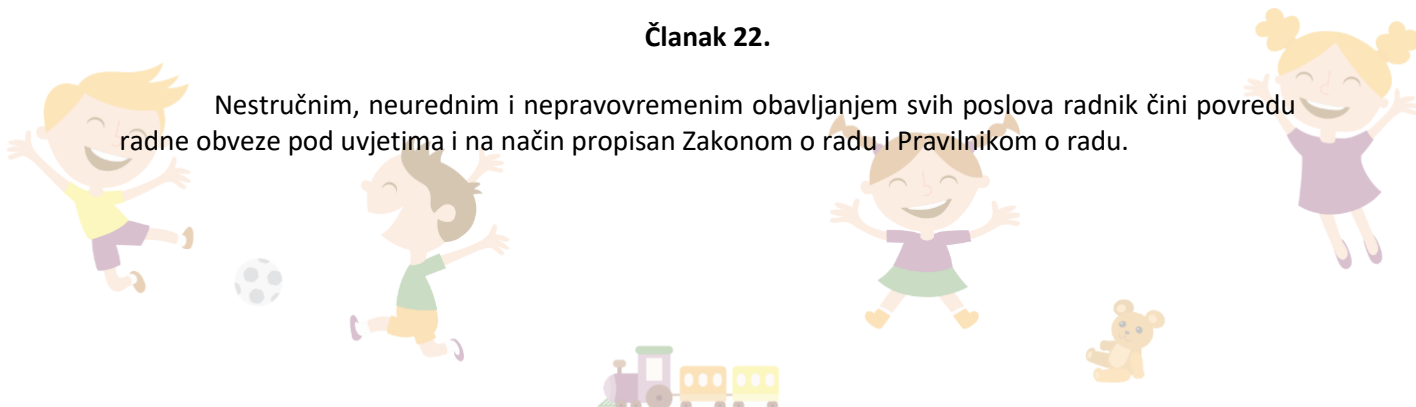 Članak 22.
Nestručnim, neurednim i nepravovremenim obavljanjem svih poslova radnik čini povredu
radne obveze pod uvjetima i na način propisan Zakonom o radu i Pravilnikom o radu.